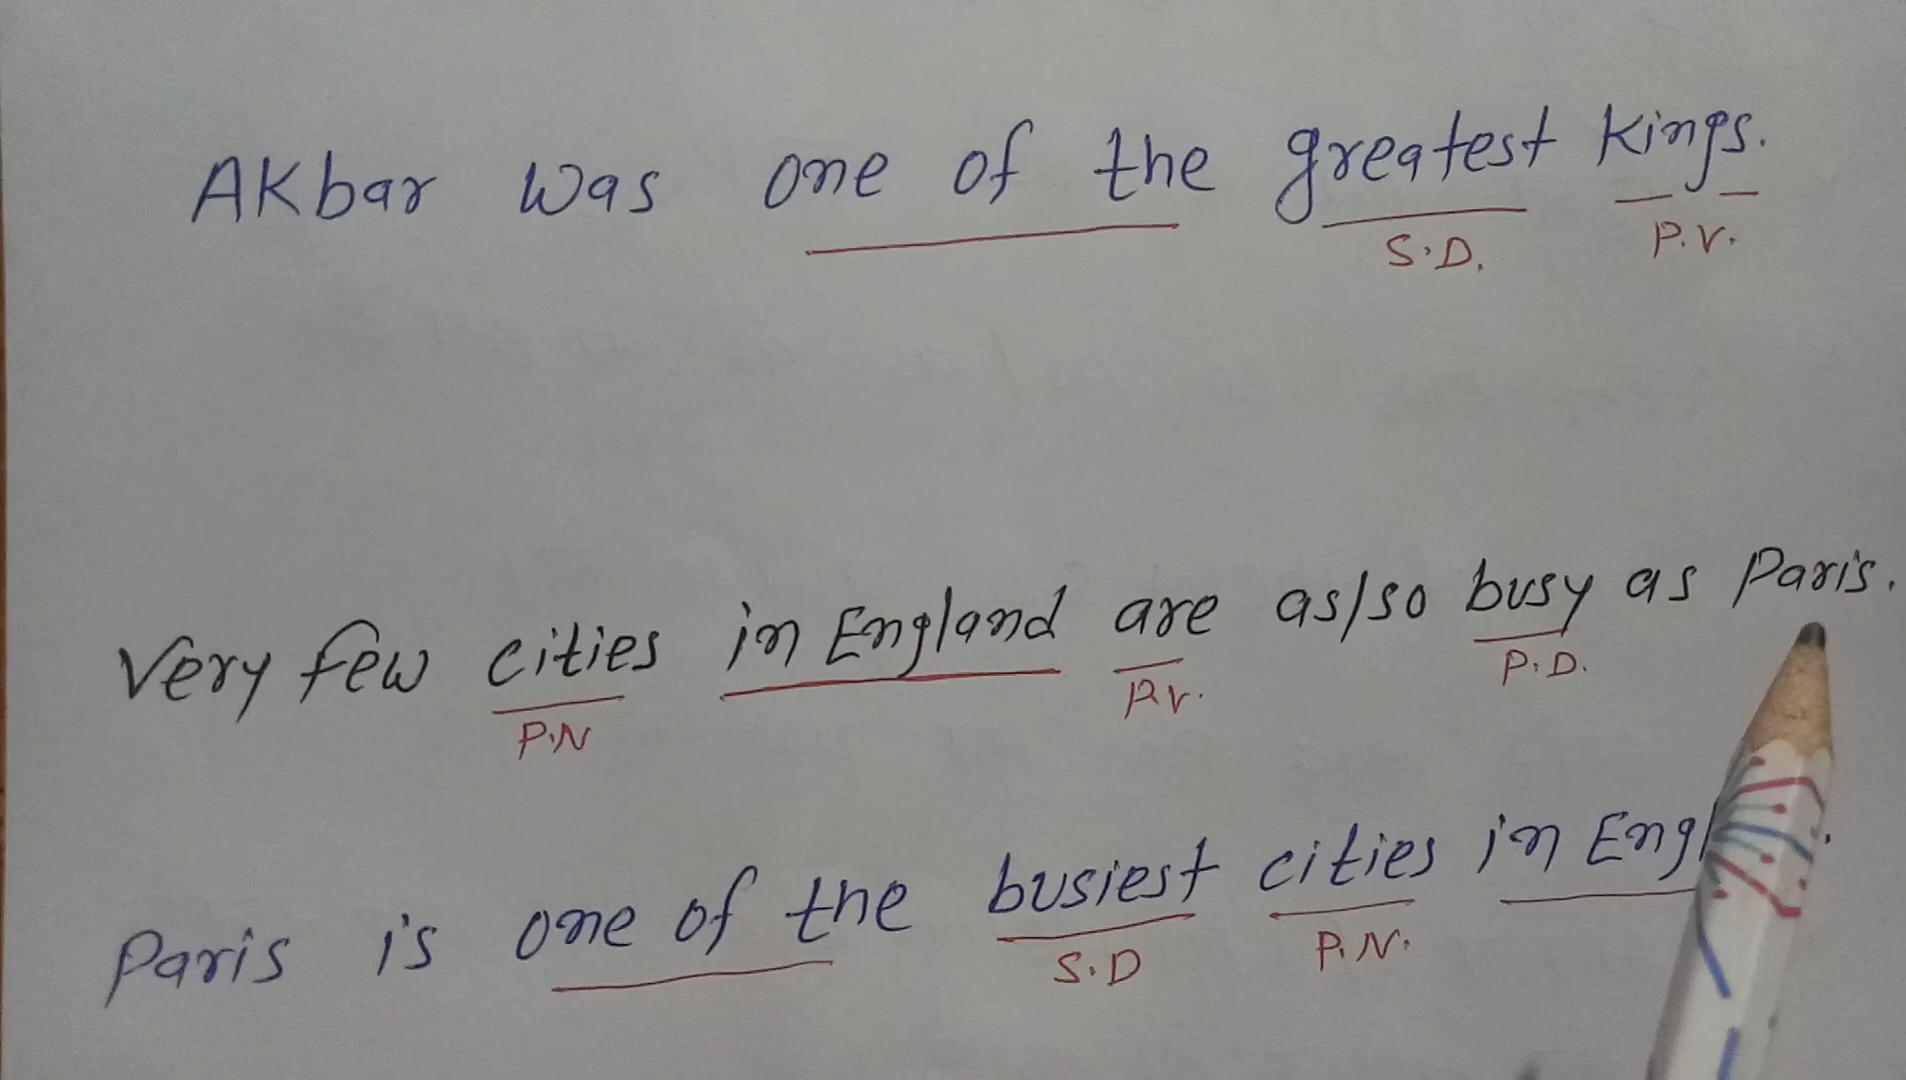 Akbar was one of the greatest kings.
S.D. P.V.
Very few cities in England are as/so busy as Paris.
P.N P.V. P.D.
Paris is one of the busiest cities in
S.D P.N.